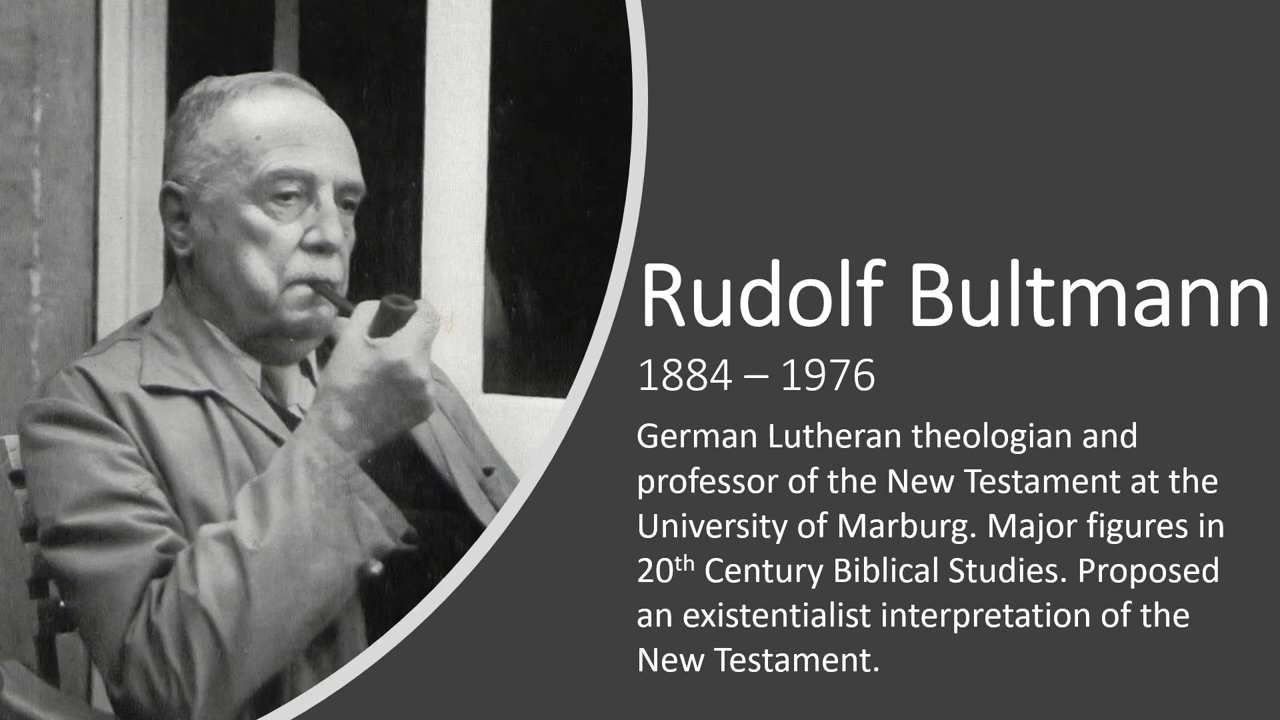 Rudolf Bultmann
1884 – 1976
German Lutheran theologian and
professor of the New Testament at the
University of Marburg. Major figures in
20th Century Biblical Studies. Proposed
an existentialist interpretation of the
New Testament.